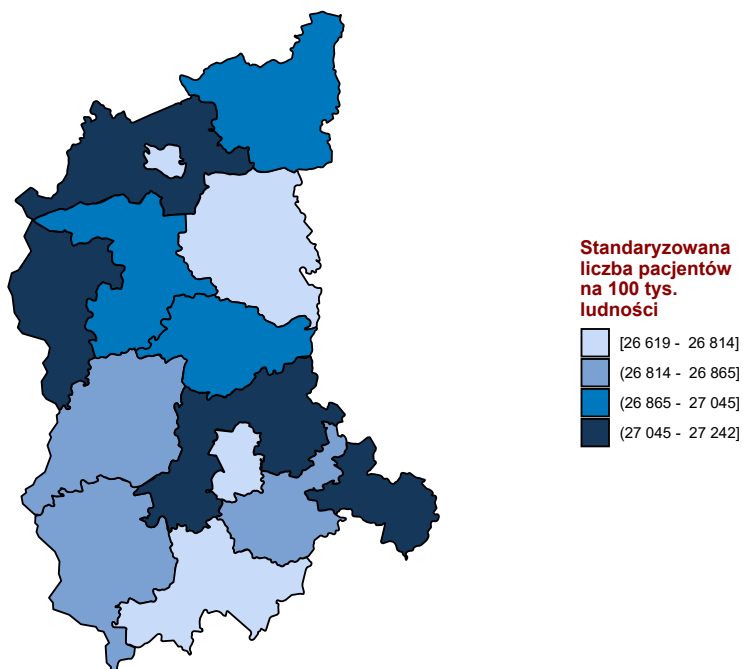 Standaryzowana
liczba pacjentów
na 100 tys.
ludności
[26 619 - 26 814]
(26 814 - 26 865]
(26 865 - 27 045]
(27 045 - 27 242]